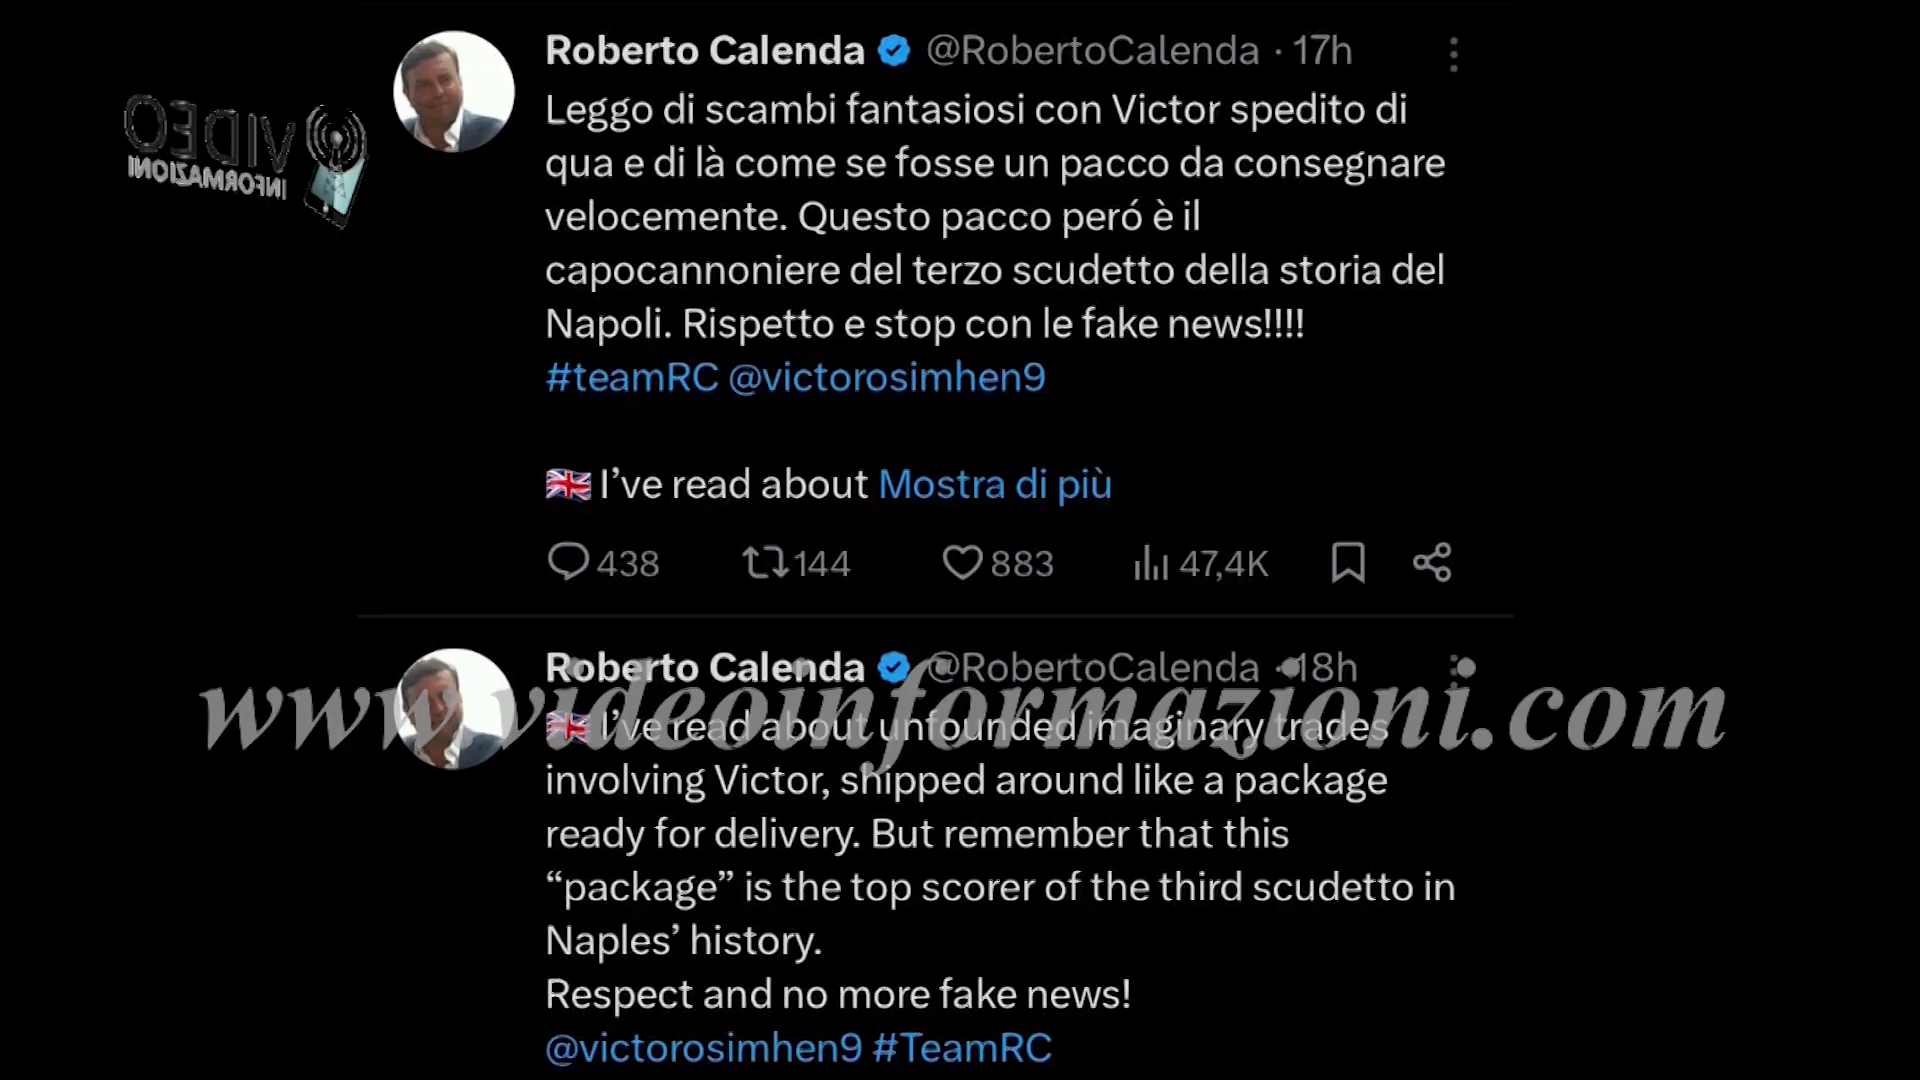 VIDEO
INFORMAZIONI
Roberto Calenda @RobertoCalenda · 17h
Leggo di scambi fantasiosi con Victor spedito di
qua e di là come se fosse un pacco da consegnare
velocemente. Questo pacco peró è il
capocannoniere del terzo scudetto della storia del
Napoli. Rispetto e stop con le fake news!!!!
#teamRC @victorosimhen9
🇬🇧 I’ve read about Mostra di più
438 144 883 47,4K
Roberto Calenda @RobertoCalenda · 18h
www.videoinformazioni.com
🇬🇧 I’ve read about unfounded imaginary trades
involving Victor, shipped around like a package
ready for delivery. But remember that this
“package” is the top scorer of the third scudetto in
Naples’ history.
Respect and no more fake news!
@victorosimhen9 #TeamRC